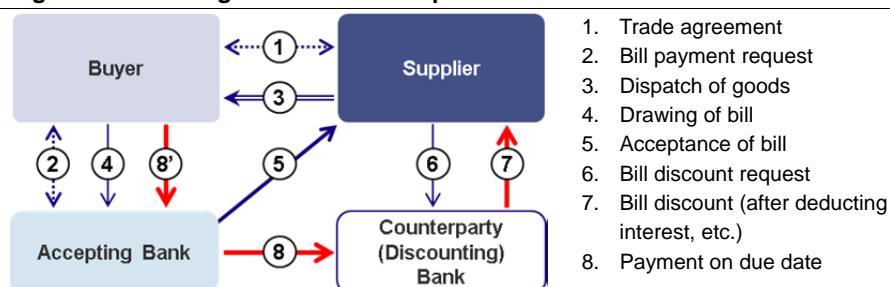 Buyer
1
Supplier
3
2
4
8'
5
6
7
Accepting Bank
8
Counterparty
(Discounting)
Bank
1. Trade agreement
2. Bill payment request
3. Dispatch of goods
4. Drawing of bill
5. Acceptance of bill
6. Bill discount request
7. Bill discount (after deducting
interest, etc.)
8. Payment on due date